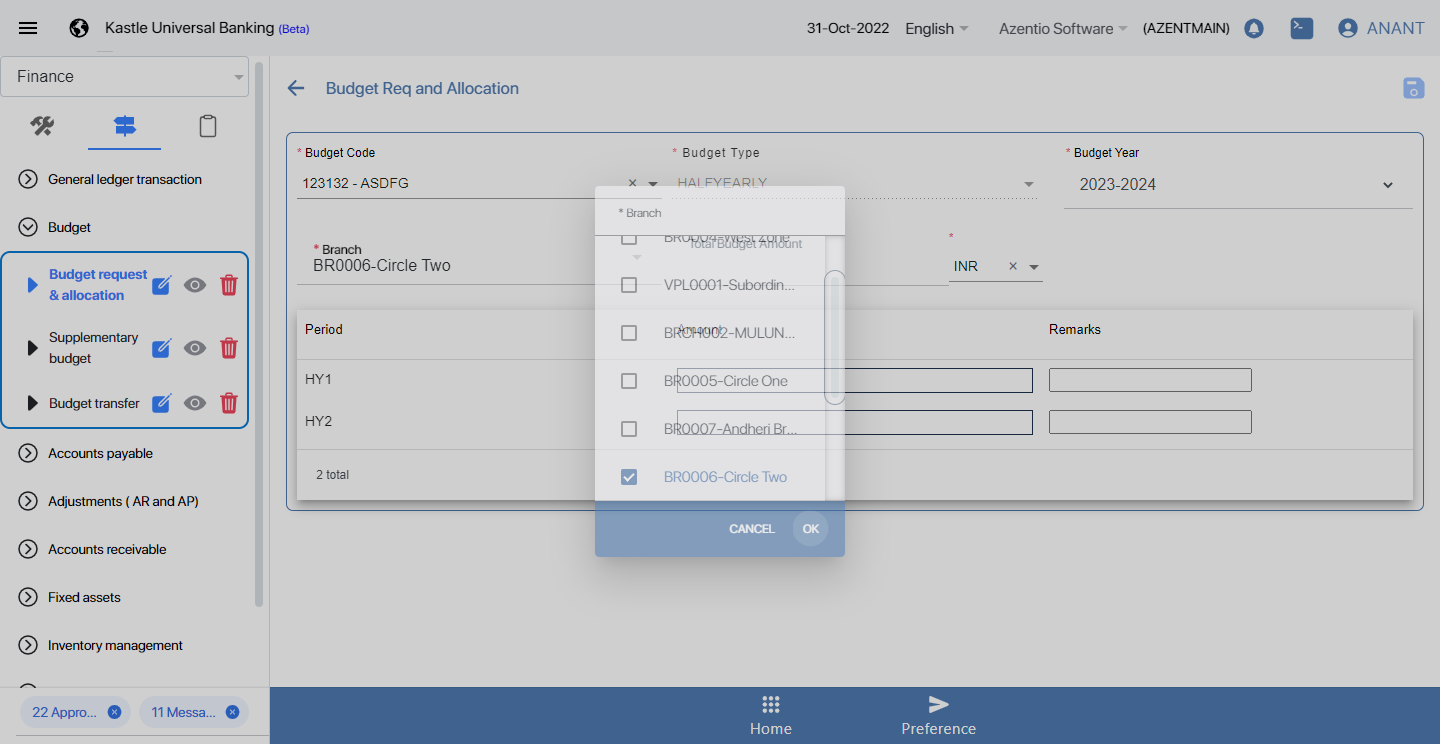 Kastle Universal Banking (Beta)
31-Oct-2022
English
Azentio Software
(AZENTMAIN)
ANANT
Finance
Budget Req and Allocation
General ledger transaction
Budget
Budget request
& allocation
Supplementary
budget
Budget transfer
Accounts payable
Adjustments ( AR and AP)
Accounts receivable
Fixed assets
Inventory management
22 Appro...
11 Messa...
* Budget Code
* Budget Type
* Budget Year
123132 - ASDFG
HALFYEARLY
2023-2024
* Branch
BR0006-Circle Two
Total Budget Amount
*
INR
Period
Amount
Remarks
HY1
HY2
2 total
* Branch
BR0004-West Zone
VPL0001-Subordin...
BRCH002-MULUN...
BR0005-Circle One
BR0007-Andheri Br...
BR0006-Circle Two
CANCEL
OK
Home
Preference